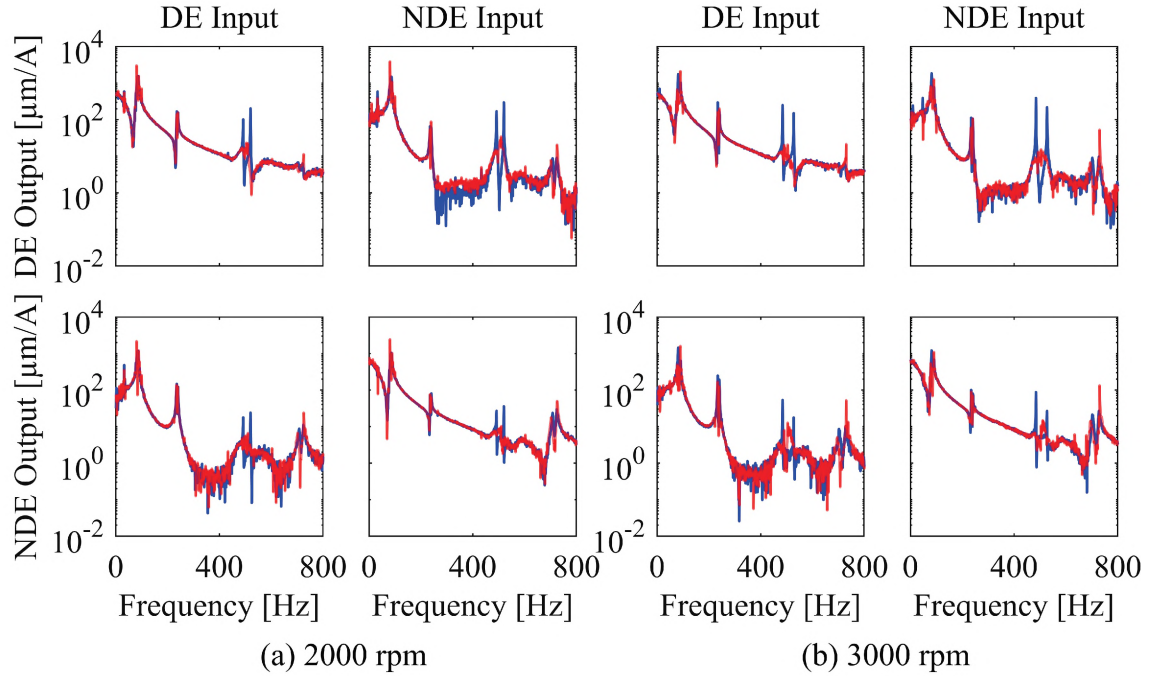 DE Input NDE Input DE Input NDE Input
DE Output [μm/A]
10^4
10^2
10^0
10^-2
NDE Output [μm/A]
10^4 10^4
10^2 10^2
10^0 10^0
10^-2 10^-2
0 400 800 0 400 800 0 400 800 0 400 800
Frequency [Hz] Frequency [Hz] Frequency [Hz] Frequency [Hz]
(a) 2000 rpm (b) 3000 rpm